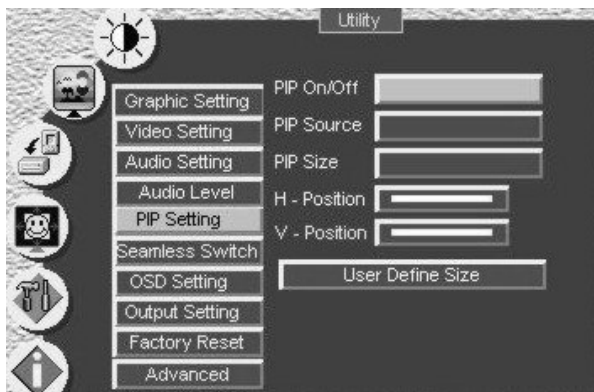 Utility
Graphic Setting
Video Setting
Audio Setting
Audio Level
PIP Setting
Seamless Switch
OSD Setting
Output Setting
Factory Reset
Advanced
PIP On/Off
PIP Source
PIP Size
H - Position
V - Position
User Define Size